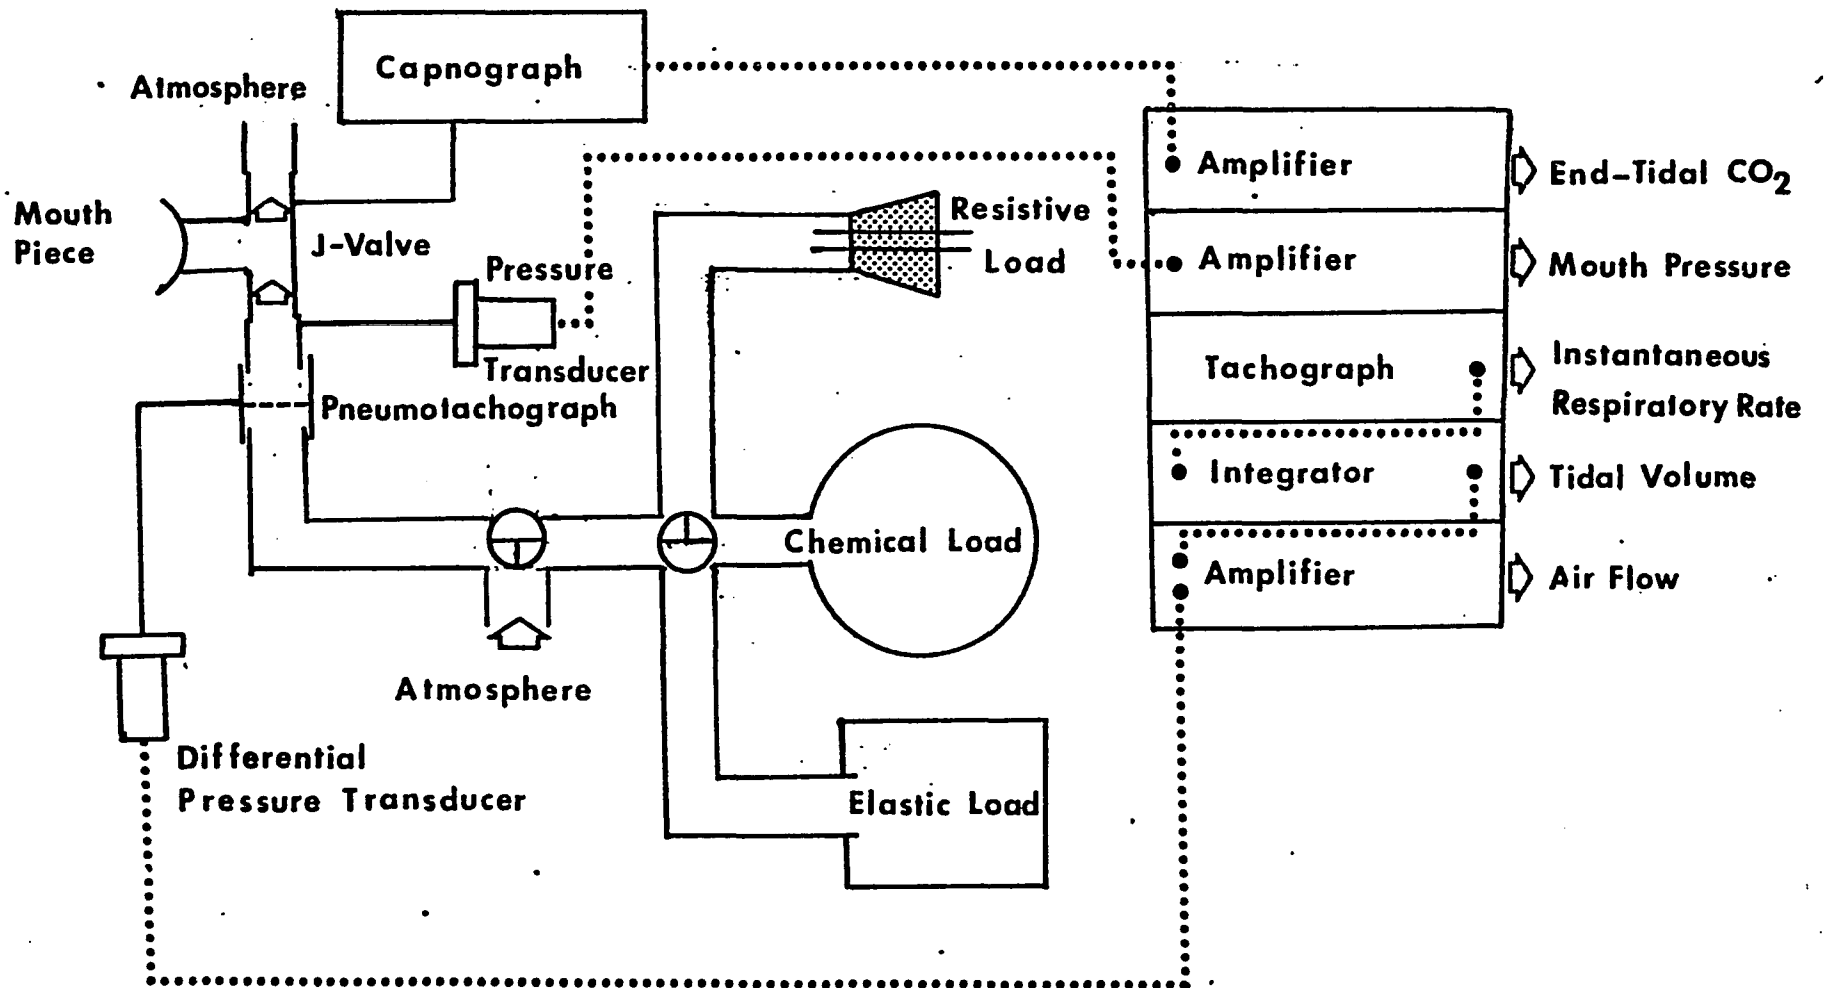 Capnograph
Atmosphere
Mouth
Piece
J-Valve
Pressure
Transducer
Pneumotachograph
Resistive
Load
Chemical Load
Atmosphere
Differential
Pressure Transducer
Elastic Load
Amplifier
End-Tidal CO2
Amplifier
Mouth Pressure
Tachograph
Instantaneous
Respiratory Rate
Integrator
Tidal Volume
Amplifier
Air Flow